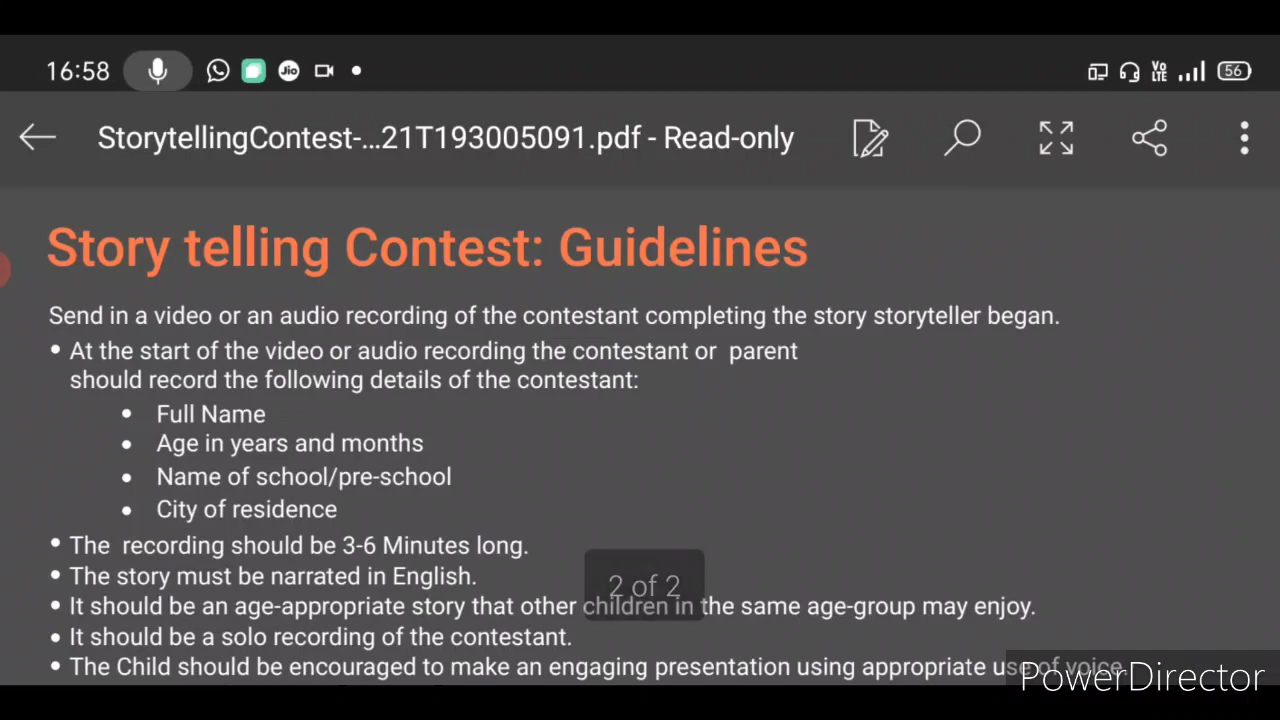 16:58
Jio
Vo
LTE
56
StorytellingContest-...21T193005091.pdf - Read-only
Story telling Contest: Guidelines
Send in a video or an audio recording of the contestant completing the story storyteller began.
• At the start of the video or audio recording the contestant or parent
should record the following details of the contestant:
• Full Name
• Age in years and months
• Name of school/pre-school
• City of residence
• The recording should be 3-6 Minutes long.
• The story must be narrated in English.
2 of 2
• It should be an age-appropriate story that other children in the same age-group may enjoy.
• It should be a solo recording of the contestant.
• The Child should be encouraged to make an engaging presentation using appropriate use of voice,
PowerDirector